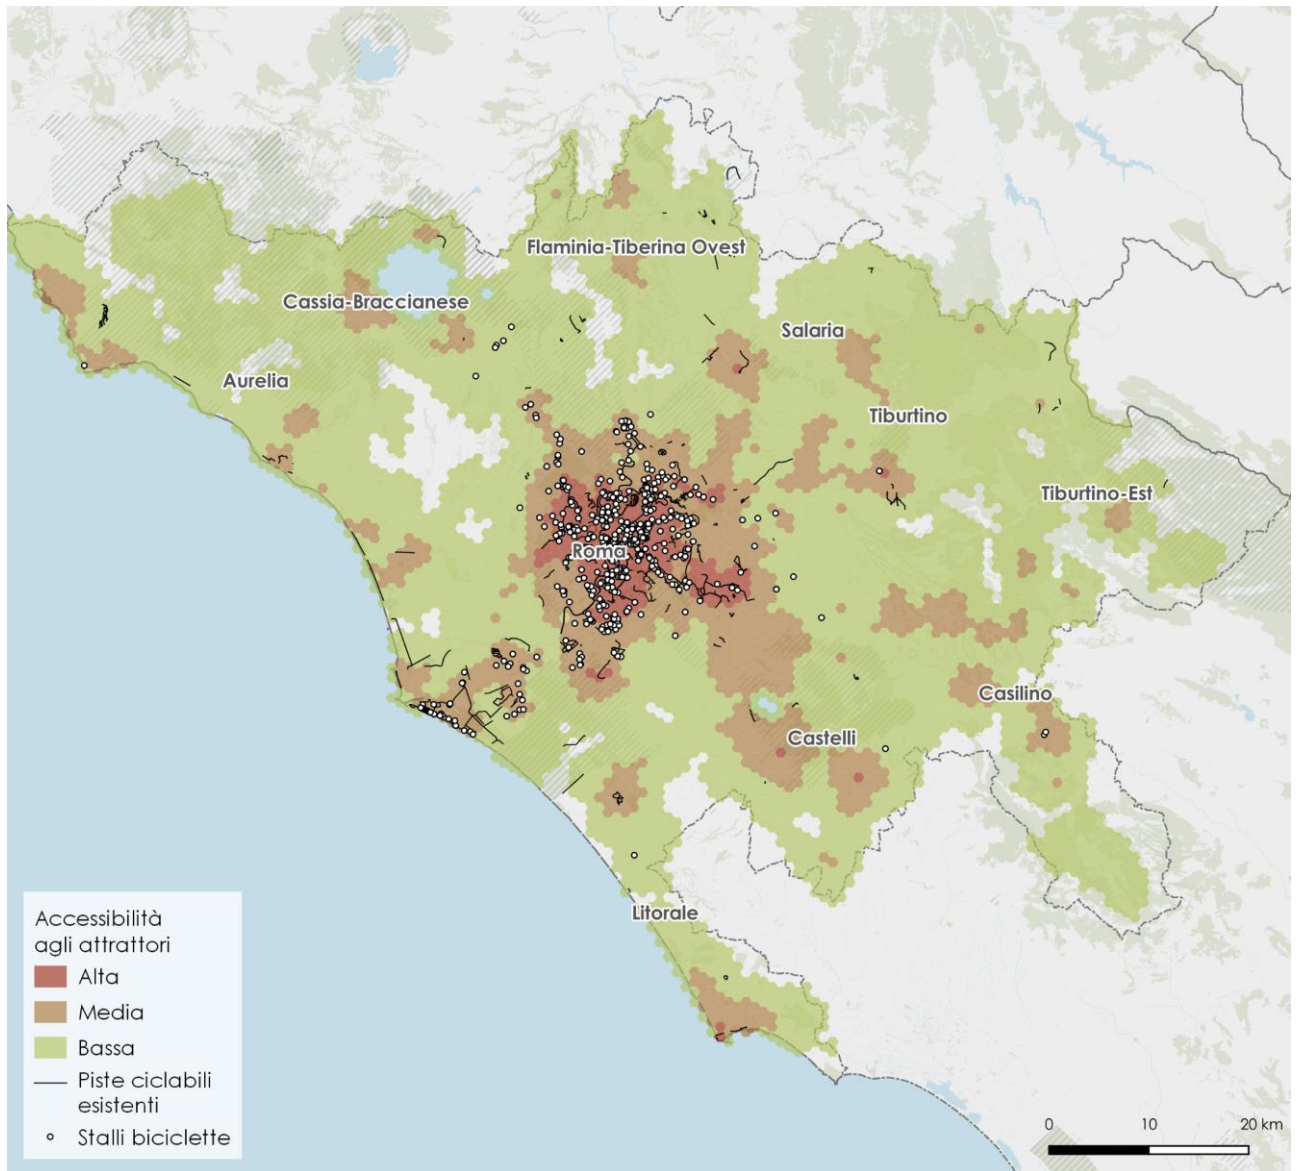 Flaminia-Tiberina Ovest
Cassia-Braccianese
Salaria
Aurelia
Tiburtino
Tiburtino-Est
Roma
Casilino
Castelli
Litorale
Accessibilità
agli attrattori
Alta
Media
Bassa
Piste ciclabili
esistenti
Stalli biciclette
0 10 20 km